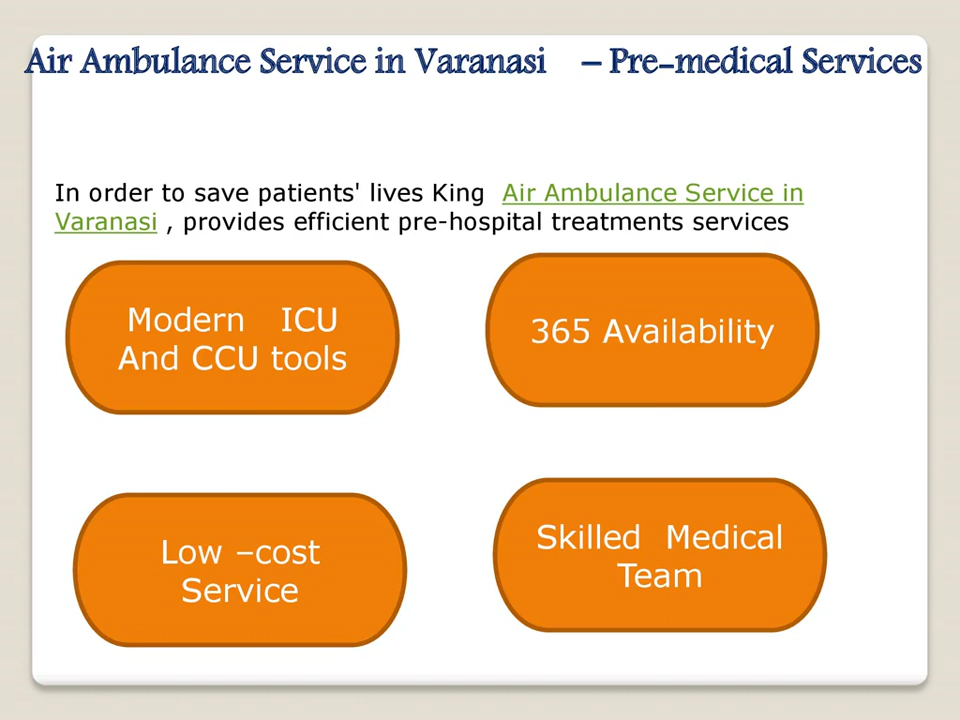 Air Ambulance Service in Varanasi – Pre-medical Services
In order to save patients' lives King Air Ambulance Service in
Varanasi , provides efficient pre-hospital treatments services
Modern ICU
And CCU tools
365 Availability
Low –cost
Service
Skilled Medical
Team